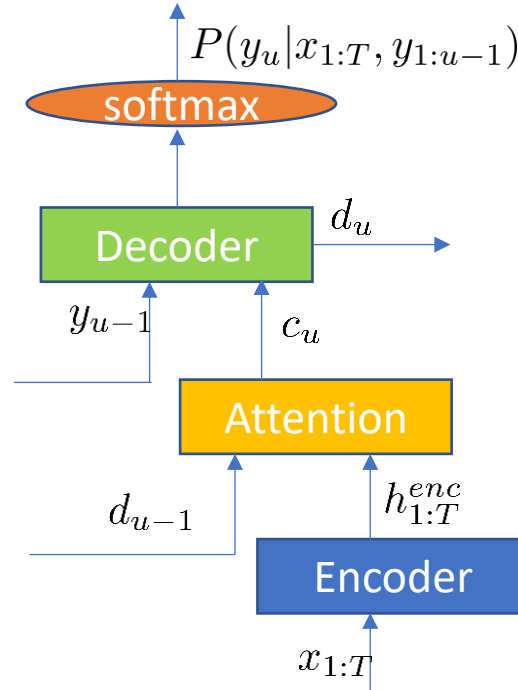 P(y_u|x_{1:T}, y_{1:u-1})
softmax
d_u
Decoder
y_{u-1}
c_u
Attention
d_{u-1}
h_{1:T}^{enc}
Encoder
x_{1:T}